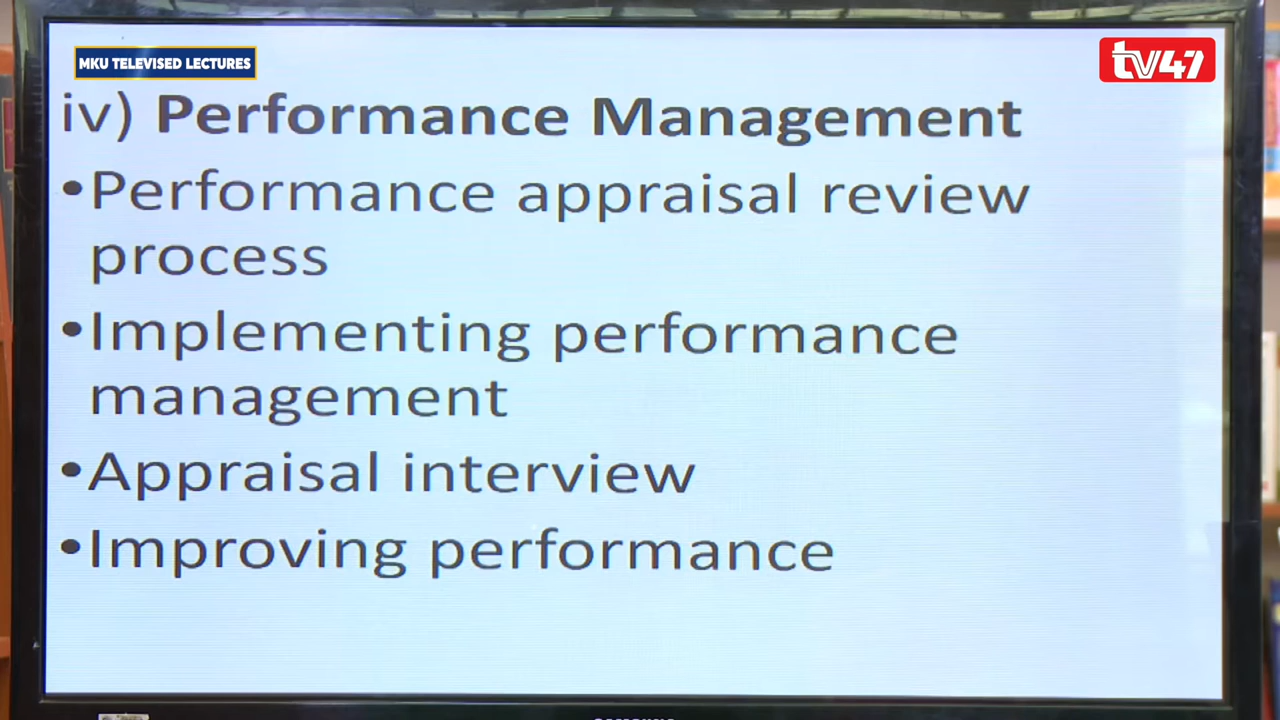 MKU TELEVISED LECTURES
tv47
iv) Performance Management
•Performance appraisal review
process
•Implementing performance
management
•Appraisal interview
•Improving performance